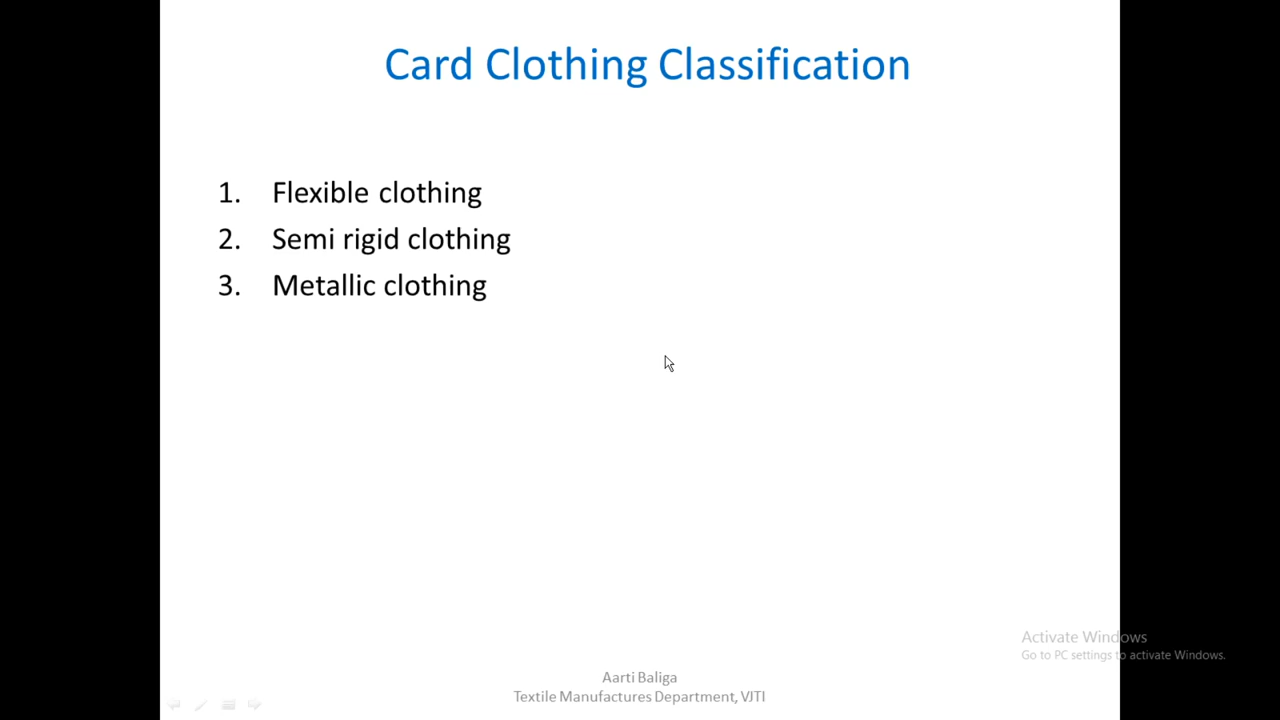 Card Clothing Classification
1. Flexible clothing
2. Semi rigid clothing
3. Metallic clothing
Activate Windows
Go to PC settings to activate Windows.
Aarti Baliga
Textile Manufactures Department, VJTI